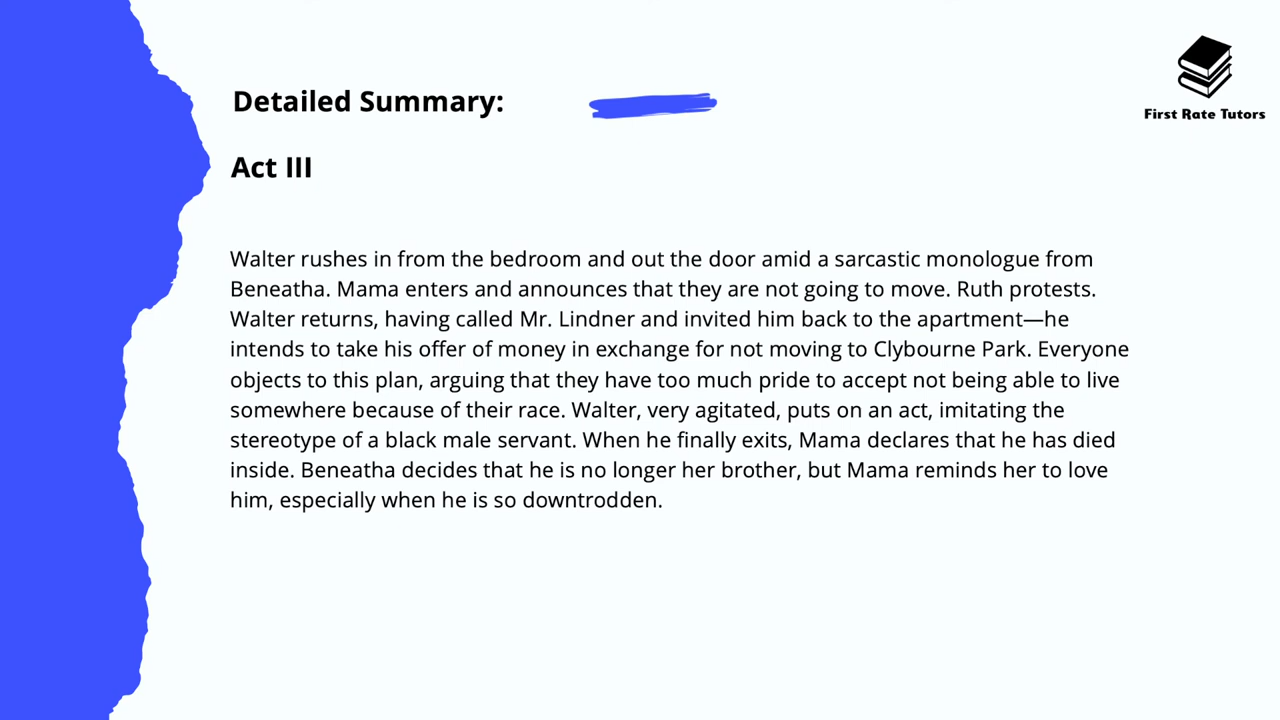 First Rate Tutors
Detailed Summary:
Act III
Walter rushes in from the bedroom and out the door amid a sarcastic monologue from
Beneatha. Mama enters and announces that they are not going to move. Ruth protests.
Walter returns, having called Mr. Lindner and invited him back to the apartment—he
intends to take his offer of money in exchange for not moving to Clybourne Park. Everyone
objects to this plan, arguing that they have too much pride to accept not being able to live
somewhere because of their race. Walter, very agitated, puts on an act, imitating the
stereotype of a black male servant. When he finally exits, Mama declares that he has died
inside. Beneatha decides that he is no longer her brother, but Mama reminds her to love
him, especially when he is so downtrodden.